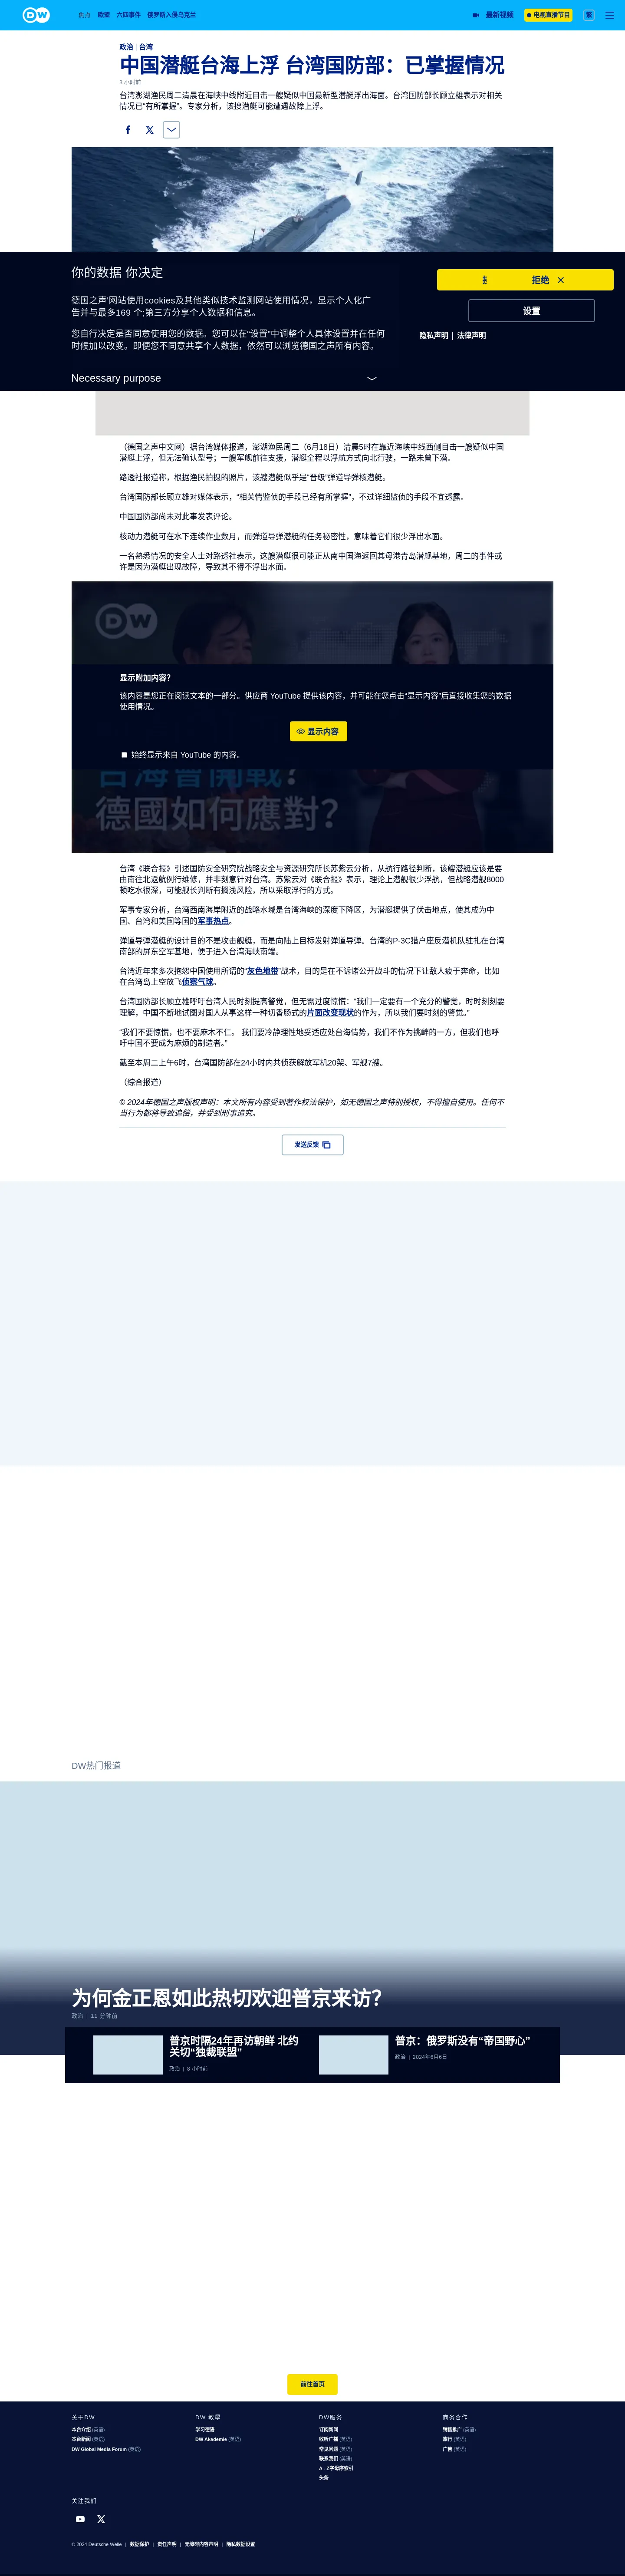 DW
焦点 欧盟 六四事件 俄罗斯入侵乌克兰
最新视频
电视直播节目
繁
政治 | 台湾
中国潜艇台海上浮 台湾国防部：已掌握情况
3 小时前
台湾澎湖渔民周二清晨在海峡中线附近目击一艘疑似中国最新型潜艇浮出海面。台湾国防部长顾立雄表示对相关
情况已“有所掌握”。专家分析，该搜潜艇可能遭遇故障上浮。
你的数据 你决定
德国之声'网站使用cookies及其他类似技术监测网站使用情况，显示个人化广
告并与最多169 个;第三方分享个人数据和信息。
您自行决定是否同意使用您的数据。您可以在“设置”中调整个人具体设置并在任何
时候加以改变。即便您不同意共享个人数据，依然可以浏览德国之声所有内容。
Necessary purpose
拒绝
设置
隐私声明 | 法律声明
（德国之声中文网）据台湾媒体报道，澎湖渔民周二（6月18日）清晨5时在靠近海峡中线西侧目击一艘疑似中国
潜艇上浮，但无法确认型号；一艘军舰前往支援，潜艇全程以浮航方式向北行驶，一路未曾下潜。
路透社报道称，根据渔民拍摄的照片，该艘潜艇似乎是“晋级”弹道导弹核潜艇。
台湾国防部长顾立雄对媒体表示，“相关情监侦的手段已经有所掌握”，不过详细监侦的手段不宜透露。
中国国防部尚未对此事发表评论。
核动力潜艇可在水下连续作业数月，而弹道导弹潜艇的任务秘密性，意味着它们很少浮出水面。
一名熟悉情况的安全人士对路透社表示，这艘潜艇很可能正从南中国海返回其母港青岛潜舰基地，周二的事件或
许是因为潜艇出现故障，导致其不得不浮出水面。
DW
显示附加内容?
该内容是您正在阅读文本的一部分。供应商 YouTube 提供该内容，并可能在您点击“显示内容”后直接收集您的数据
使用情况。
显示内容
始终显示来自 YouTube 的内容。
台海會開戰？
德國如何應對？
台湾《联合报》引述国防安全研究院战略安全与资源研究所长苏紫云分析，从航行路径判断，该艘潜艇应该是要
由南往北返航例行维修，并非刻意针对台湾。苏紫云对《联合报》表示，理论上潜舰很少浮航，但战略潜舰8000
顿吃水很深，可能舰长判断有搁浅风险，所以采取浮行的方式。
军事专家分析，台湾西南海岸附近的战略水域是台湾海峡的深度下降区，为潜艇提供了伏击地点，使其成为中
国、台湾和美国等国的军事热点。
弹道导弹潜艇的设计目的不是攻击舰艇，而是向陆上目标发射弹道导弹。台湾的P-3C猎户座反潜机队驻扎在台湾
南部的屏东空军基地，便于进入台湾海峡南端。
台湾近年来多次抱怨中国使用所谓的“灰色地带”战术，目的是在不诉诸公开战斗的情况下让敌人疲于奔命，比如
在台湾岛上空放飞侦察气球。
台湾国防部长顾立雄呼吁台湾人民时刻提高警觉，但无需过度惊慌：“我们一定要有一个充分的警觉，时时刻刻要
理解，中国不断地试图对国人从事这样一种切香肠式的片面改变现状的作为，所以我们要时刻的警觉。”
“我们不要惊慌，也不要麻木不仁。 我们要冷静理性地妥适应处台海情势，我们不作为挑衅的一方，但我们也呼
吁中国不要成为麻烦的制造者。”
截至本周二上午6时，台湾国防部在24小时内共侦获解放军机20架、军舰7艘。
（综合报道）
© 2024年德国之声版权声明：本文所有内容受到著作权法保护，如无德国之声特别授权，不得擅自使用。任何不
当行为都将导致追偿，并受到刑事追究。
发送反馈
DW热门报道
为何金正恩如此热切欢迎普京来访？
政治 | 11 分钟前
普京时隔24年再访朝鲜 北约
关切“独裁联盟”
政治 | 8 小时前
普京：俄罗斯没有“帝国野心”
政治 | 2024年6月6日
前往首页
关于DW
本台介绍 (英语)
本台新闻 (英语)
DW Global Media Forum (英语)
DW 教學
学习德语
DW Akademie (英语)
DW服务
订阅新闻
收听广播 (英语)
常见问题 (英语)
联系我们 (英语)
A - Z字母序索引
头条
商务合作
销售推广 (英语)
旅行 (英语)
广告 (英语)
关注我们
© 2024 Deutsche Welle | 数据保护 | 责任声明 | 无障碍内容声明 | 隐私数据设置